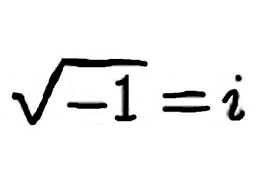 √-1 = i